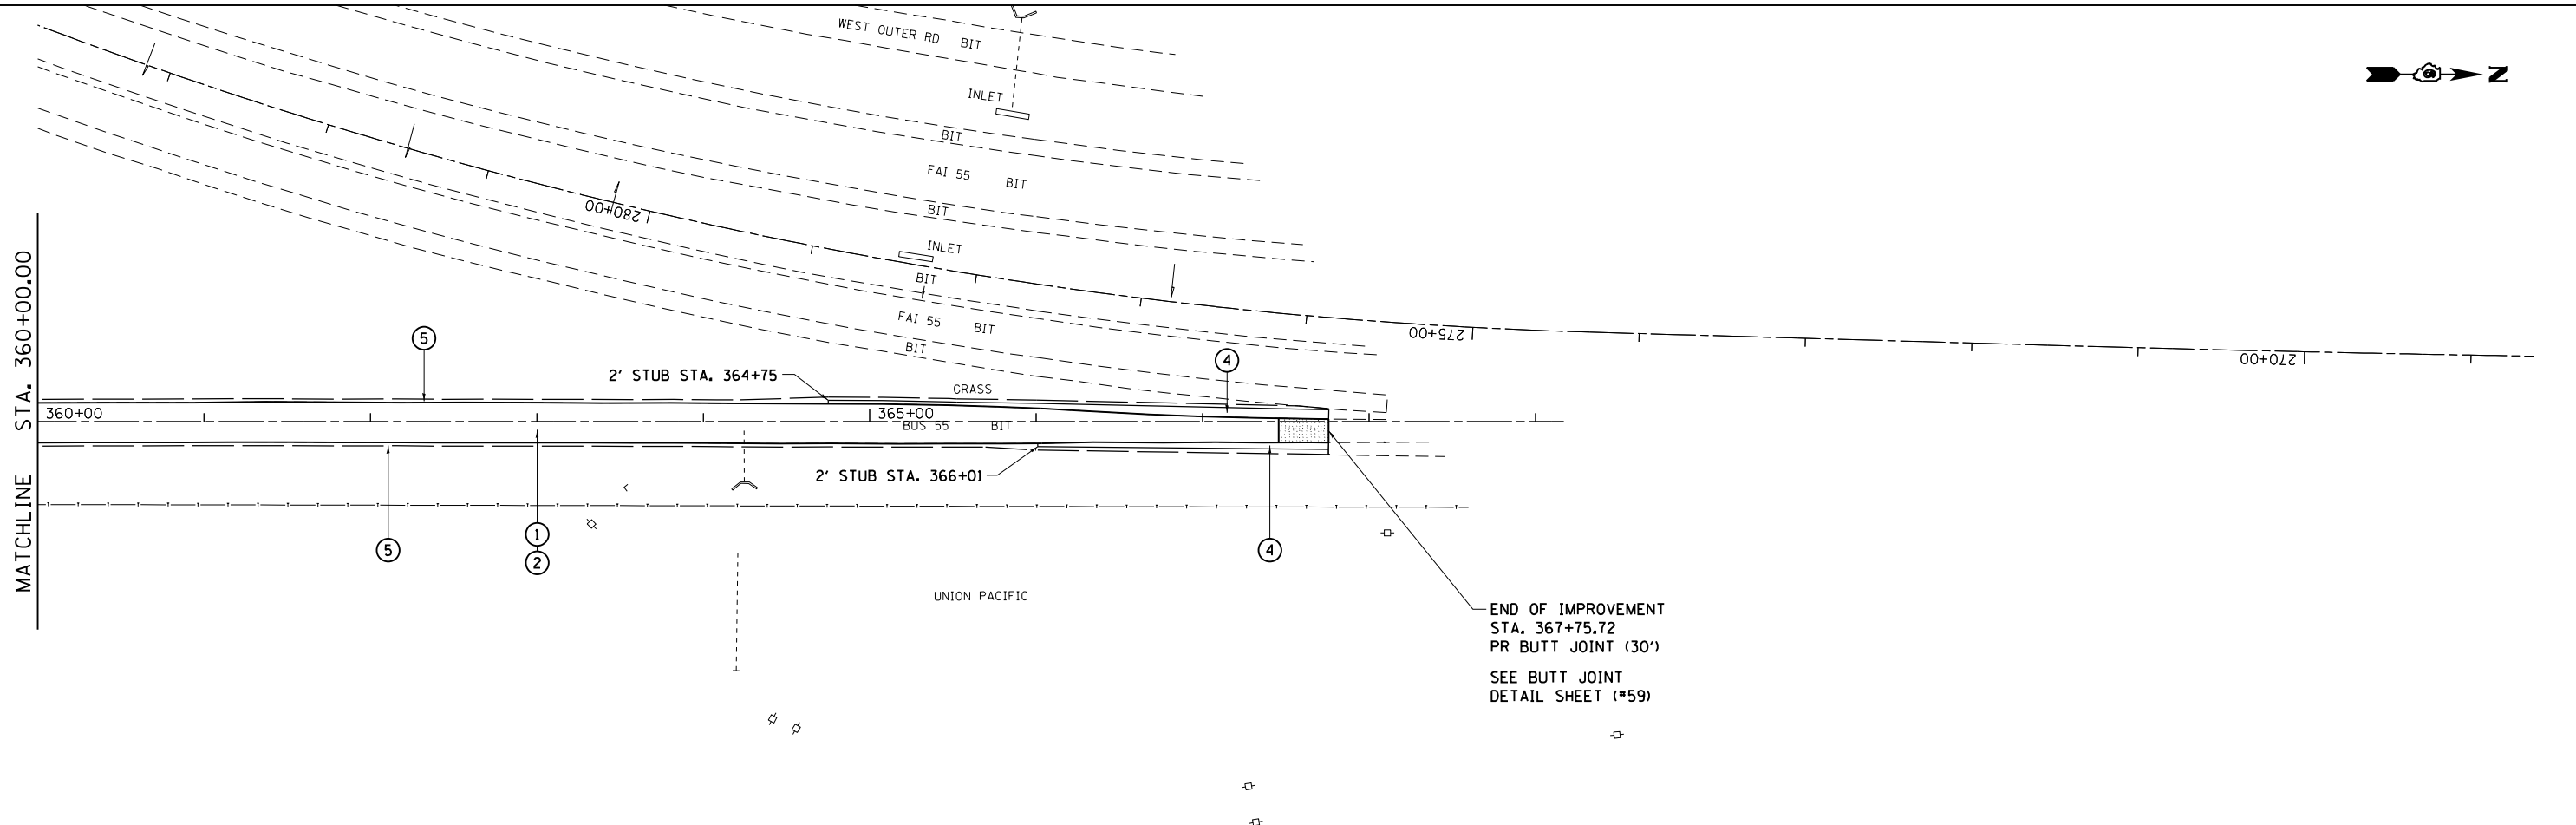 WEST OUTER RD BIT
N
INLET
BIT
FAI 55 BIT
280+00
BIT
INLET
BIT
FAI 55 BIT
BIT
275+00
270+00
MATCHLINE STA. 360+00.00
5
4
2' STUB STA. 364+75
GRASS
360+00
365+00
BUS 55 BIT
2' STUB STA. 366+01
5
1
2
4
UNION PACIFIC
END OF IMPROVEMENT
STA. 367+75.72
PR BUTT JOINT (30')
SEE BUTT JOINT
DETAIL SHEET (#59)